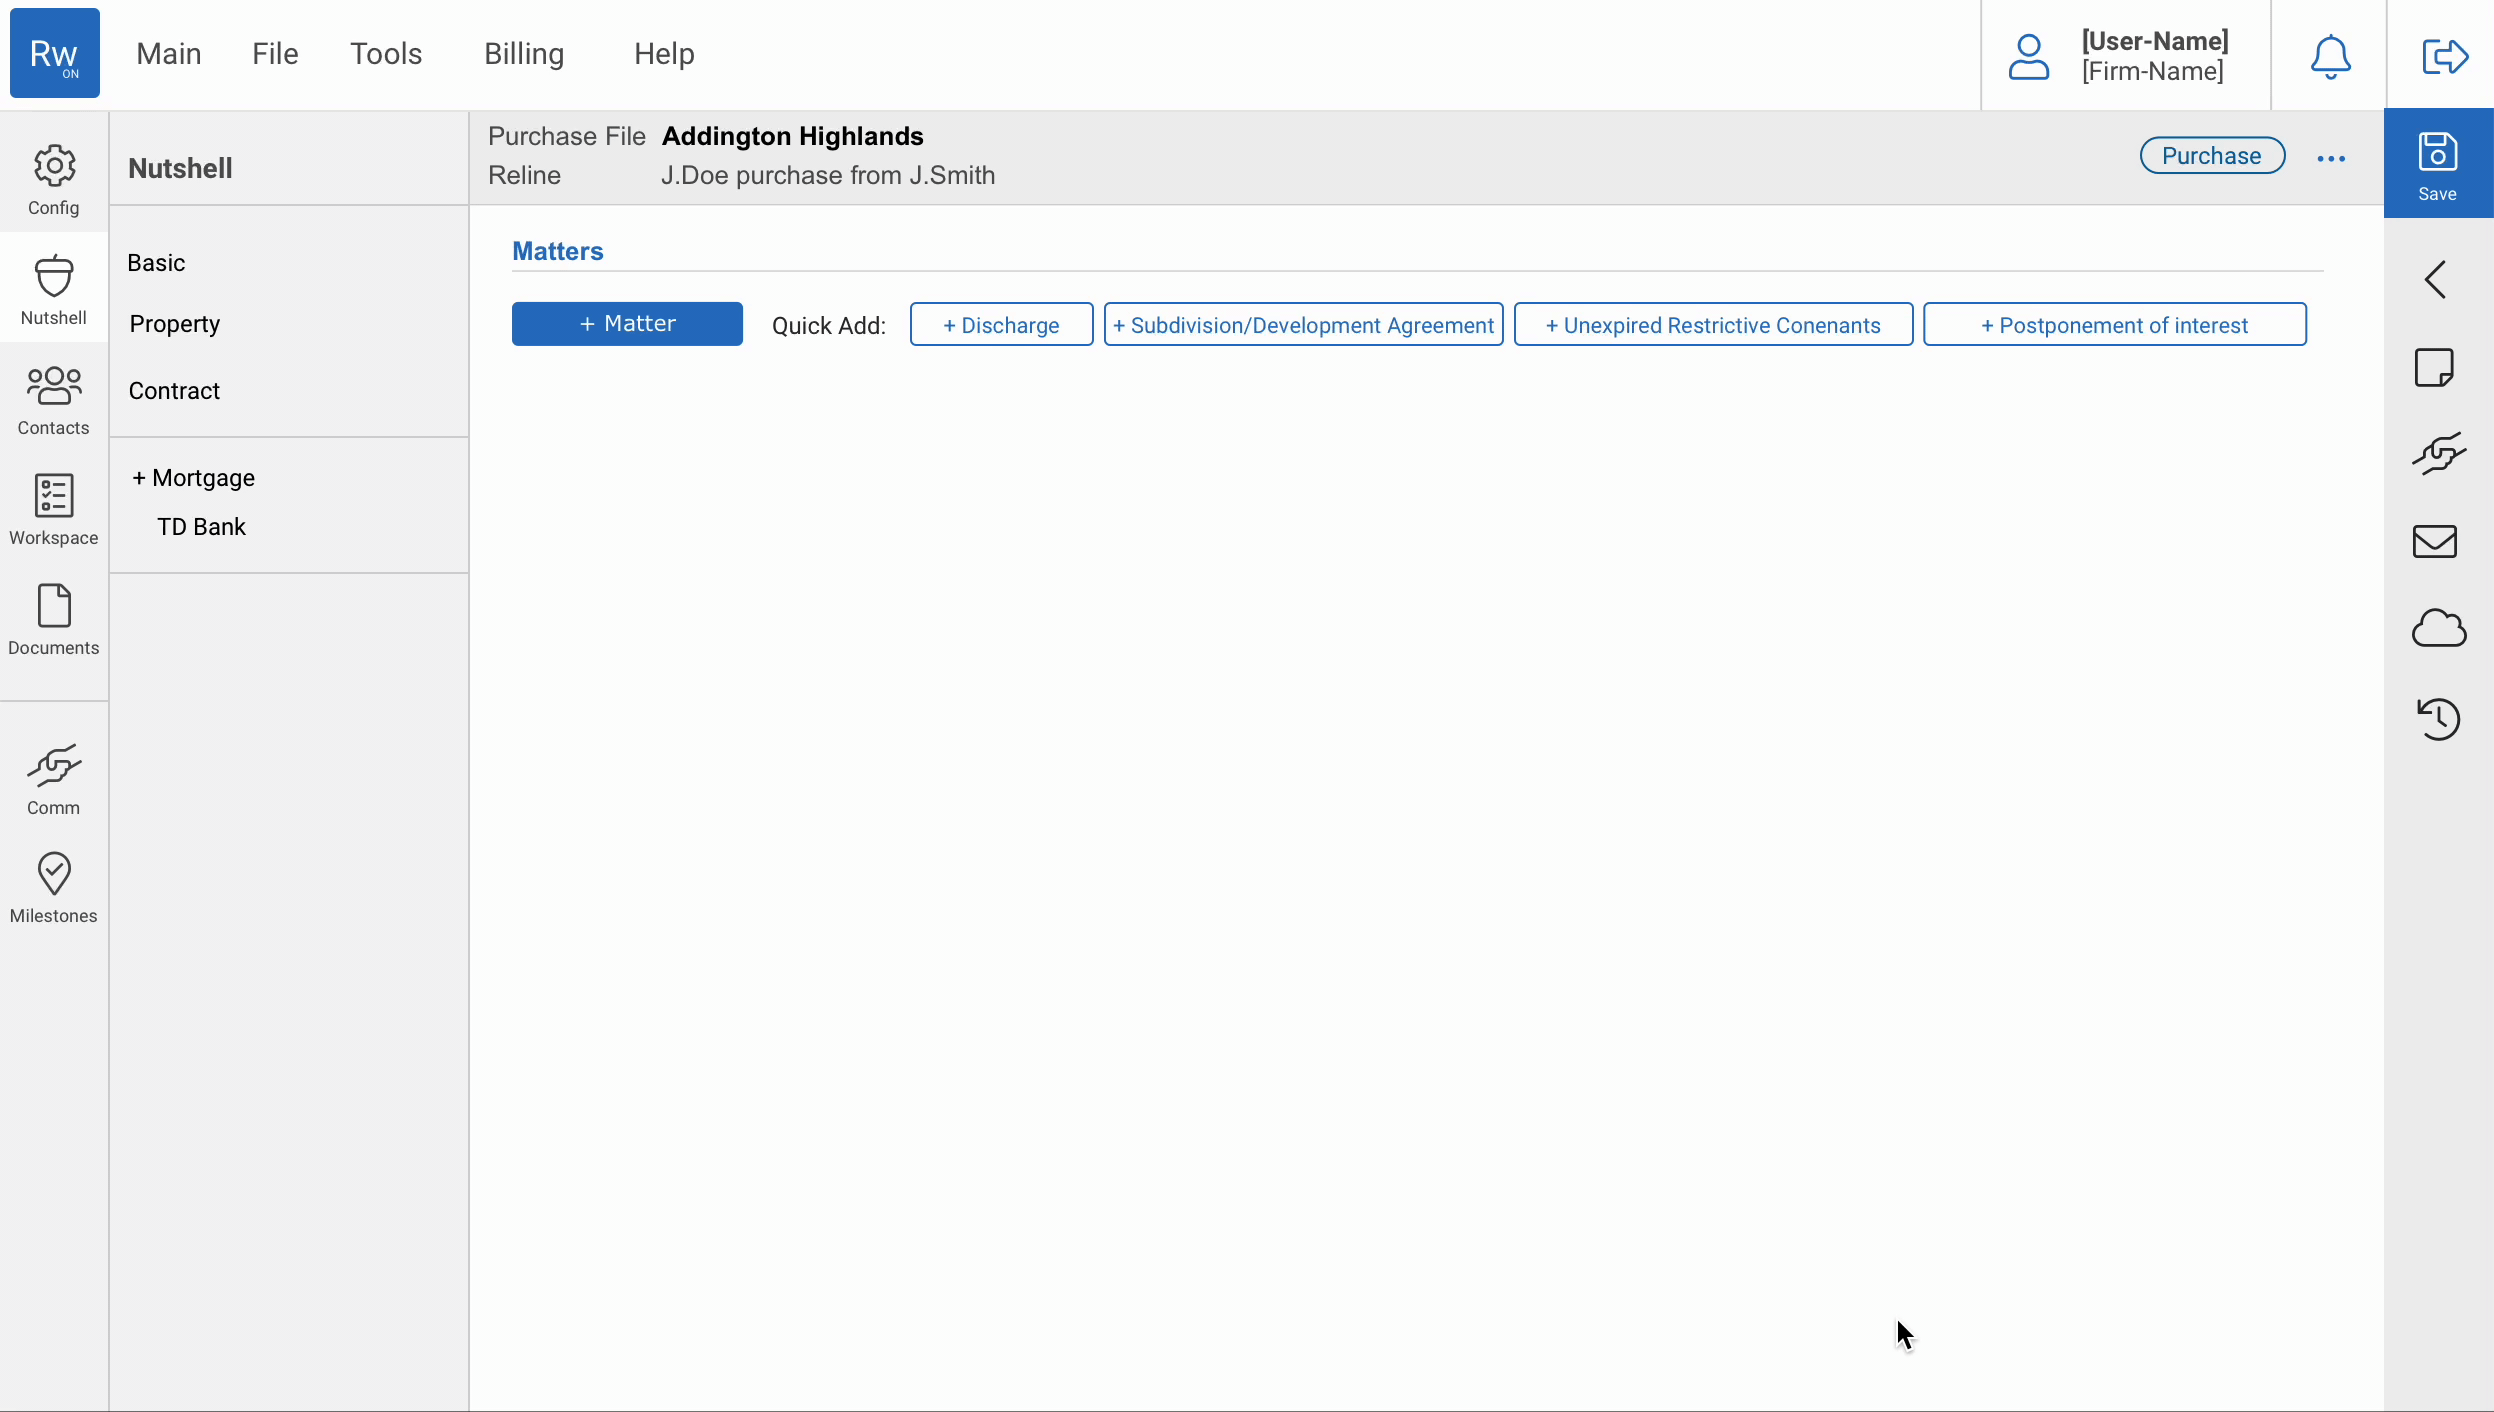 Rw
ON
Main File Tools Billing Help
[User-Name]
[Firm-Name]
Config
Nutshell
Contacts
Workspace
Documents
Comm
Milestones
Nutshell
Basic
Property
Contract
+ Mortgage
TD Bank
Purchase File Addington Highlands
Reline J.Doe purchase from J.Smith
Purchase
Save
Matters
+ Matter Quick Add: + Discharge + Subdivision/Development Agreement + Unexpired Restrictive Conenants + Postponement of interest